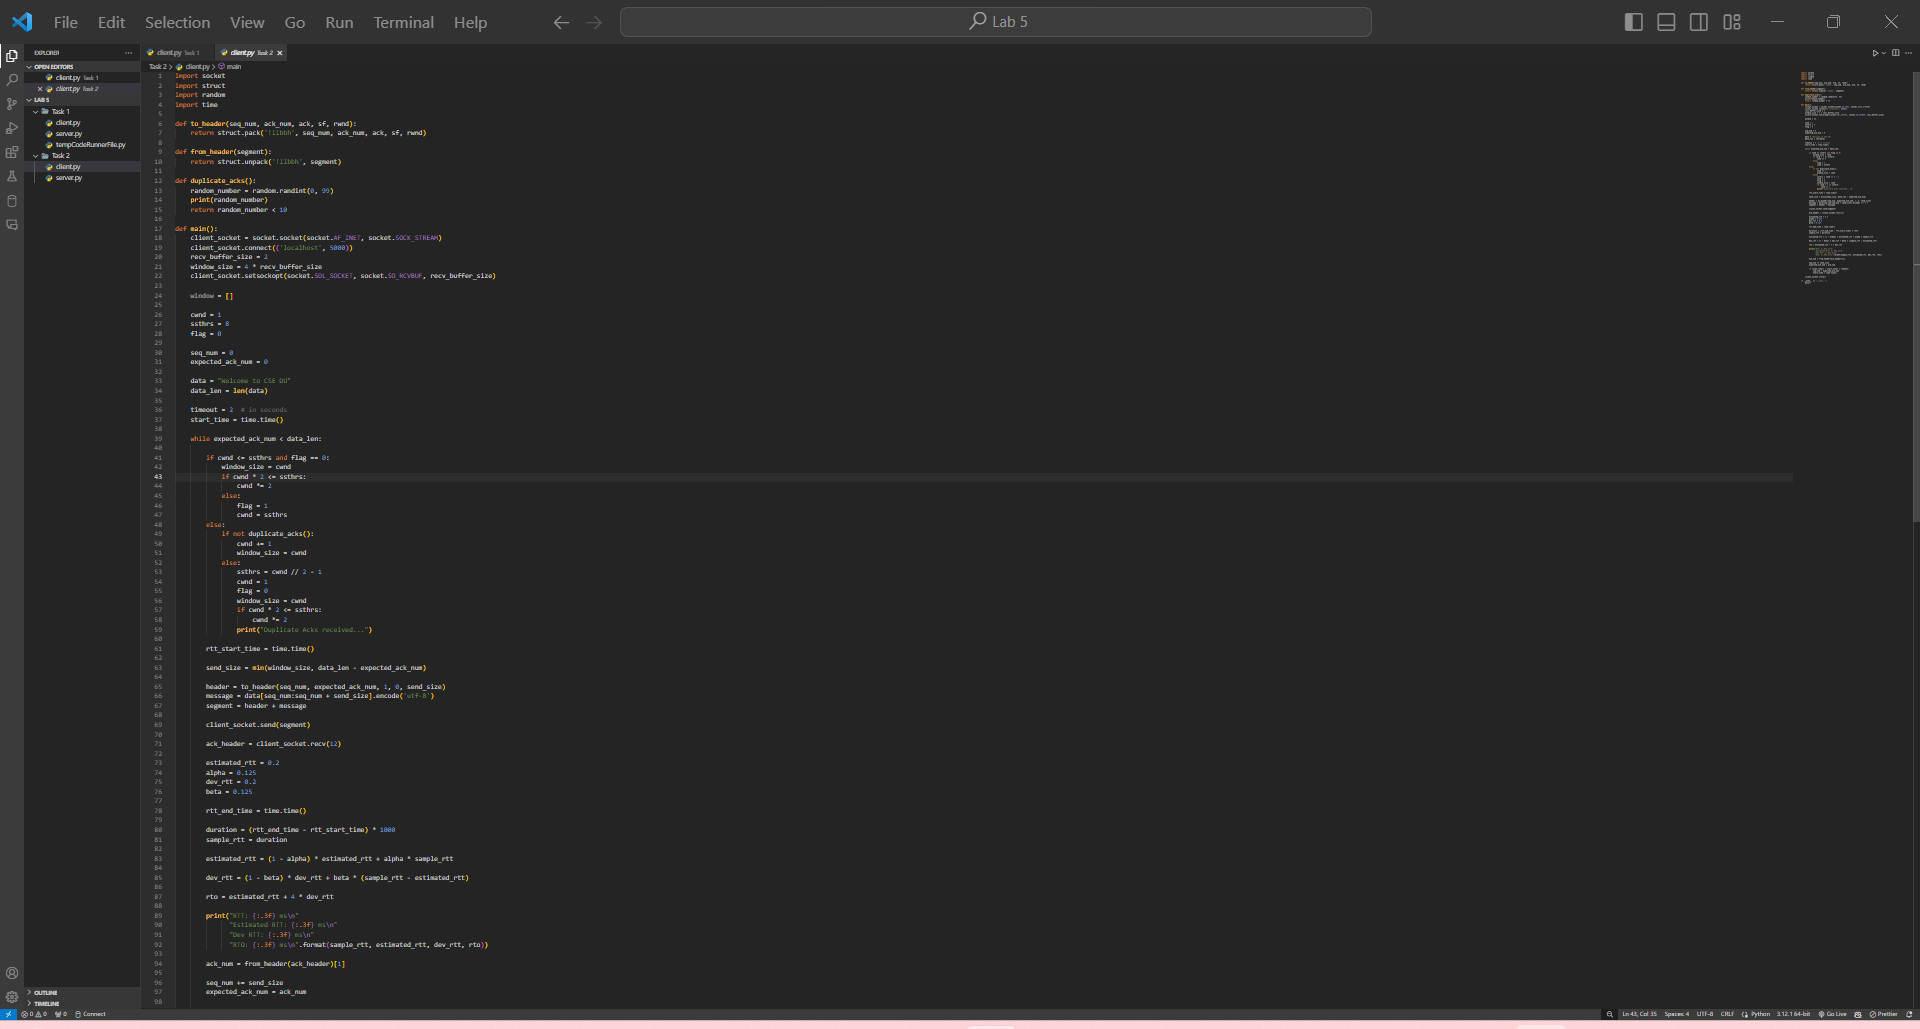 File Edit Selection View Go Run Terminal Help
Lab 5
EXPLORER
OPEN EDITORS
client.py Task 1
client.py Task 2
LAB 5
Task 1
client.py
server.py
tempCodeRunnerFile.py
Task 2
client.py
server.py
OUTLINE
TIMELINE
client.py Task 1
client.py Task 2
Task 2 > client.py > main
1 import socket
2 import struct
3 import random
4 import time
5
6 def to_header(seq_num, ack_num, ack, sf, rwnd):
7 return struct.pack('!IIbbh', seq_num, ack_num, ack, sf, rwnd)
8
9 def from_header(segment):
10 return struct.unpack('!IIbbh', segment)
11
12 def duplicate_acks():
13 random_number = random.randint(0, 99)
14 print(random_number)
15 return random_number < 10
16
17 def main():
18 client_socket = socket.socket(socket.AF_INET, socket.SOCK_STREAM)
19 client_socket.connect(('localhost', 5000))
20 recv_buffer_size = 2
21 window_size = 4 * recv_buffer_size
22 client_socket.setsockopt(socket.SOL_SOCKET, socket.SO_RCVBUF, recv_buffer_size)
23
24 window = []
25
26 cwnd = 1
27 ssthrs = 8
28 flag = 0
29
30 seq_num = 0
31 expected_ack_num = 0
32
33 data = "Welcome to CSE DU"
34 data_len = len(data)
35
36 timeout = 2 # in seconds
37 start_time = time.time()
38
39 while expected_ack_num < data_len:
40
41 if cwnd <= ssthrs and flag == 0:
42 window_size = cwnd
43 if cwnd * 2 <= ssthrs:
44 cwnd *= 2
45 else:
46 flag = 1
47 cwnd = ssthrs
48 else:
49 if not duplicate_acks():
50 cwnd += 1
51 window_size = cwnd
52 else:
53 ssthrs = cwnd // 2 - 1
54 cwnd = 1
55 flag = 0
56 window_size = cwnd
57 if cwnd * 2 <= ssthrs:
58 cwnd *= 2
59 print("Duplicate Acks received...")
60
61 rtt_start_time = time.time()
62
63 send_size = min(window_size, data_len - expected_ack_num)
64
65 header = to_header(seq_num, expected_ack_num, 1, 0, send_size)
66 message = data[seq_num:seq_num + send_size].encode('utf-8')
67 segment = header + message
68
69 client_socket.send(segment)
70
71 ack_header = client_socket.recv(12)
72
73 estimated_rtt = 0.2
74 alpha = 0.125
75 dev_rtt = 0.2
76 beta = 0.125
77
78 rtt_end_time = time.time()
79
80 duration = (rtt_end_time - rtt_start_time) * 1000
81 sample_rtt = duration
82
83 estimated_rtt = (1 - alpha) * estimated_rtt + alpha * sample_rtt
84
85 dev_rtt = (1 - beta) * dev_rtt + beta * (sample_rtt - estimated_rtt)
86
87 rto = estimated_rtt + 4 * dev_rtt
88
89 print("RTT: {:.3f} ms\n"
90 "Estimated RTT: {:.3f} ms\n"
91 "Dev RTT: {:.3f} ms\n"
92 "RTO: {:.3f} ms\n".format(sample_rtt, estimated_rtt, dev_rtt, rto))
93
94 ack_num = from_header(ack_header)[1]
95
96 seq_num += send_size
97 expected_ack_num = ack_num
98
0 0 0 Connect
Ln 43, Col 35 Spaces: 4 UTF-8 CRLF Python 3.12.1 64-bit Go Live Prettier